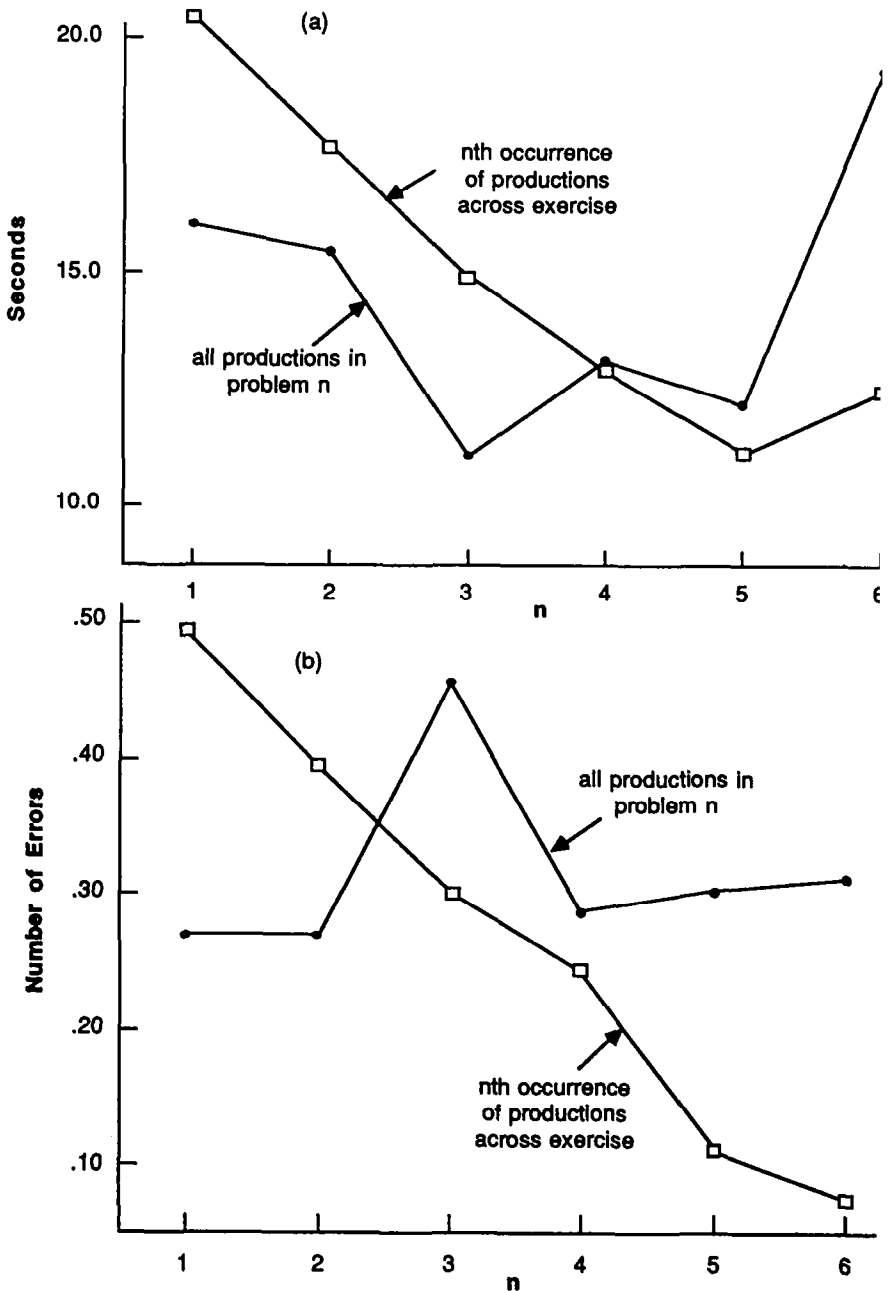 (a)
20.0
15.0
10.0
Seconds
nth occurrence
of productions
across exercise
all productions in
problem n
1 2 3 4 5 6
n
(b)
.50
.40
.30
.20
.10
Number of Errors
all productions in
problem n
nth occurrence
of productions
across exercise
1 2 3 4 5 6
n